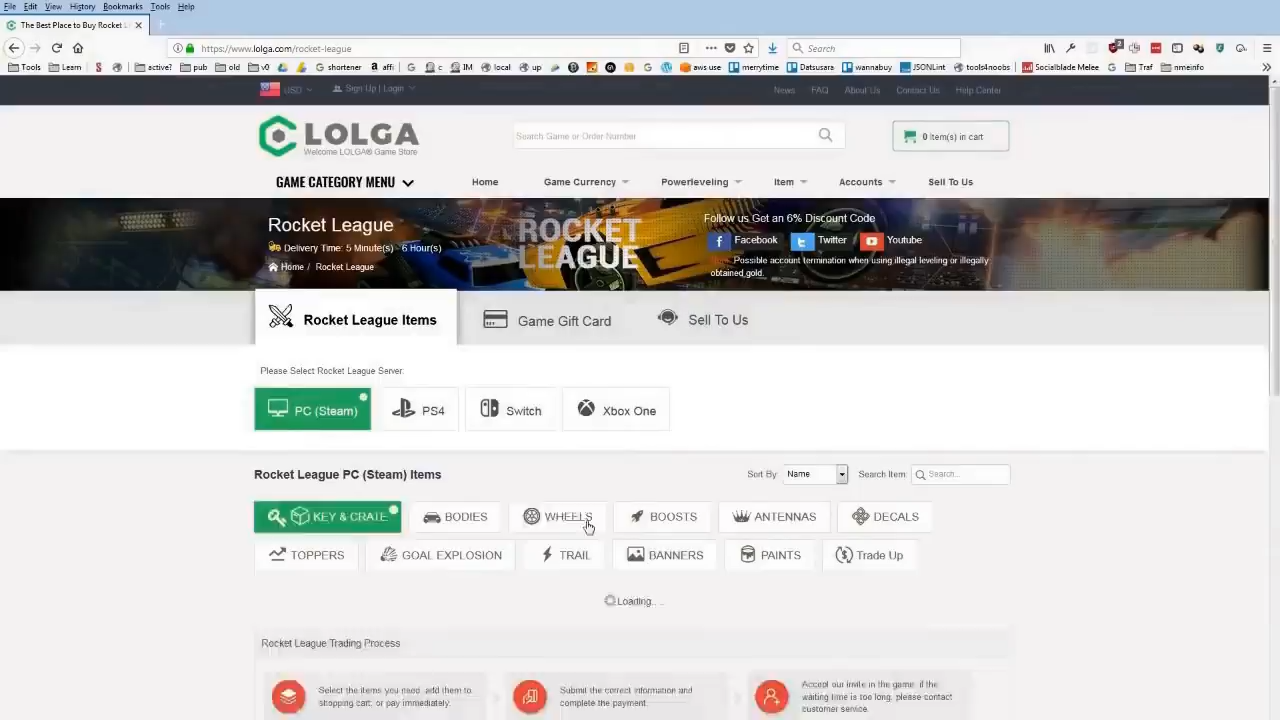 File Edit View History Bookmarks Tools Help
The Best Place to Buy Rocket L
https://www.lolga.com/rocket-league
Search
Tools Learn active? pub old v0 shortener affi c IM local up aws use merrytime Datsusara wannabuy JSONLint tools4noobs Socialblade Melee Traf nmeinfo
USD Sign Up | Login News FAQ About Us Contact Us Help Center
LOLGA
Welcome LOLGA® Game Store
Search Game or Order Number
0 item(s) in cart
GAME CATEGORY MENU Home Game Currency Powerleveling Item Accounts Sell To Us
Rocket League
Delivery Time: 5 Minute(s) - 6 Hour(s)
Home / Rocket League
ROCKET
LEAGUE
Follow us Get an 6% Discount Code
Facebook Twitter Youtube
Possible account termination when using illegal leveling or illegally
obtained gold.
Rocket League Items Game Gift Card Sell To Us
Please Select Rocket League Server:
PC (Steam) PS4 Switch Xbox One
Rocket League PC (Steam) Items Sort By: Name Search Item: Search...
KEY & CRATE BODIES WHEELS BOOSTS ANTENNAS DECALS
TOPPERS GOAL EXPLOSION TRAIL BANNERS PAINTS Trade Up
Loading. . ..
Rocket League Trading Process
Select the items you need, add them to
shopping cart, or pay immediately.
Submit the correct information and
complete the payment.
Accept our invite in the game, if the
waiting time is too long, please contact
customer service.